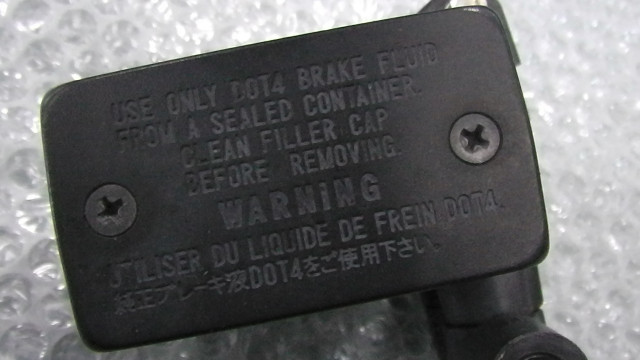 USE ONLY DOT4 BRAKE FLUID
FROM A SEALED CONTAINER.
CLEAN FILLER CAP
BEFORE REMOVING.
WARNING
UTILISER DU LIQUIDE DE FREIN DOT4.
純正ブレーキ液DOT4をご使用下さい。